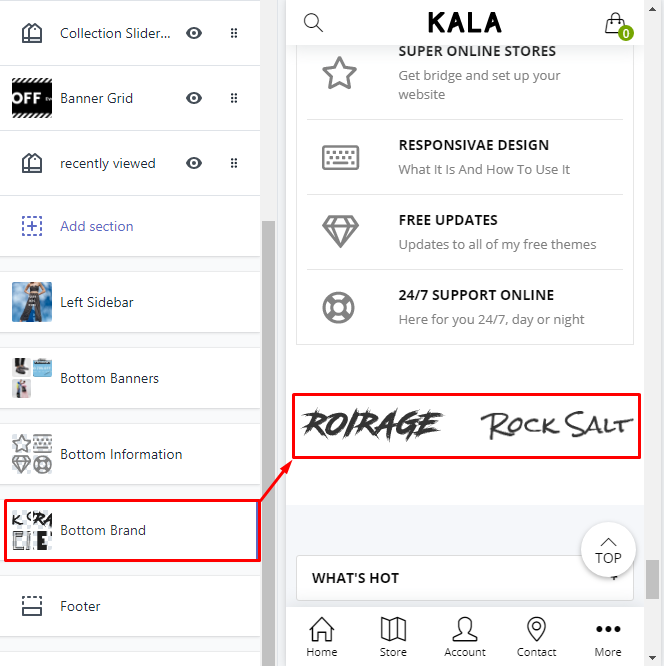 Collection Slider...
OFF
Banner Grid
recently viewed
Add section
Left Sidebar
Bottom Banners
Bottom Information
Bottom Brand
Footer
KALA
0
SUPER ONLINE STORES
Get bridge and set up your
website
RESPONSIVAE DESIGN
What It Is And How To Use It
FREE UPDATES
Updates to all of my free themes
24/7 SUPPORT ONLINE
Here for you 24/7, day or night
ROIRAGE
ROCK SALT
TOP
WHAT'S HOT
Home
Store
Account
Contact
More